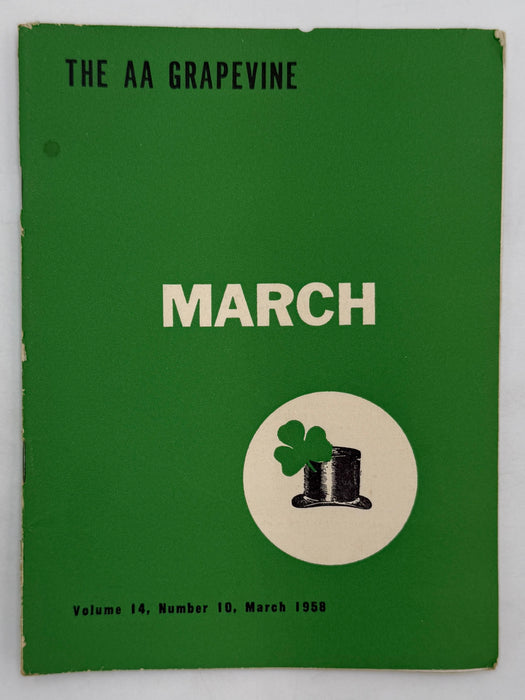 THE AA GRAPEVINE
MARCH
Volume 14, Number 10, March 1958